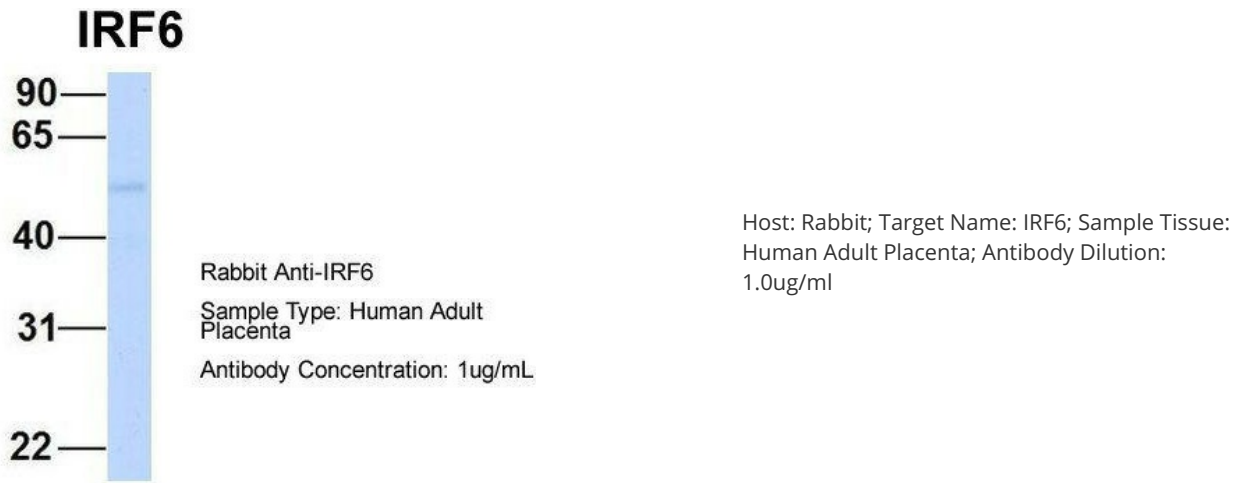 IRF6
90
65
40
31
22
Rabbit Anti-IRF6
Sample Type: Human Adult
Placenta
Antibody Concentration: 1ug/mL
Host: Rabbit; Target Name: IRF6; Sample Tissue:
Human Adult Placenta; Antibody Dilution:
1.0ug/ml